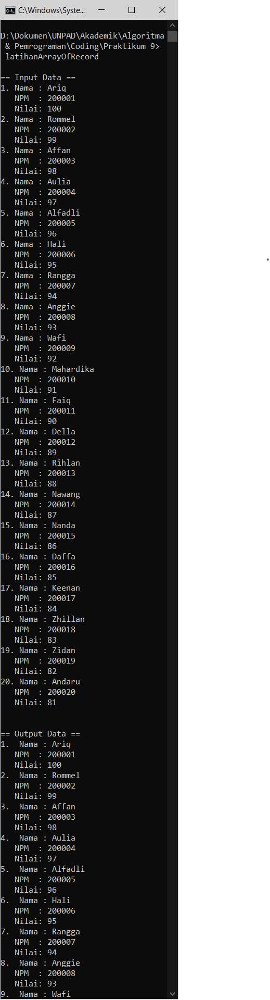 C:\Windows\Syste...
D:\Dokumen\UNPAD\Akademik\Algoritma
& Pemrograman\Coding\Praktikum 9>
latihanArrayOfRecord
== Input Data ==
1. Nama : Ariq
NPM  : 200001
Nilai: 100
2. Nama : Rommel
NPM  : 200002
Nilai: 99
3. Nama : Affan
NPM  : 200003
Nilai: 98
4. Nama : Aulia
NPM  : 200004
Nilai: 97
5. Nama : Alfadli
NPM  : 200005
Nilai: 96
6. Nama : Hali
NPM  : 200006
Nilai: 95
7. Nama : Rangga
NPM  : 200007
Nilai: 94
8. Nama : Anggie
NPM  : 200008
Nilai: 93
9. Nama : Wafi
NPM  : 200009
Nilai: 92
10. Nama : Mahardika
NPM  : 200010
Nilai: 91
11. Nama : Faiq
NPM  : 200011
Nilai: 90
12. Nama : Della
NPM  : 200012
Nilai: 89
13. Nama : Rihlan
NPM  : 200013
Nilai: 88
14. Nama : Nawang
NPM  : 200014
Nilai: 87
15. Nama : Nanda
NPM  : 200015
Nilai: 86
16. Nama : Daffa
NPM  : 200016
Nilai: 85
17. Nama : Keenan
NPM  : 200017
Nilai: 84
18. Nama : Zhillan
NPM  : 200018
Nilai: 83
19. Nama : Zidan
NPM  : 200019
Nilai: 82
20. Nama : Andaru
NPM  : 200020
Nilai: 81
== Output Data ==
1.  Nama : Ariq
NPM  : 200001
Nilai: 100
2.  Nama : Rommel
NPM  : 200002
Nilai: 99
3.  Nama : Affan
NPM  : 200003
Nilai: 98
4.  Nama : Aulia
NPM  : 200004
Nilai: 97
5.  Nama : Alfadli
NPM  : 200005
Nilai: 96
6.  Nama : Hali
NPM  : 200006
Nilai: 95
7.  Nama : Rangga
NPM  : 200007
Nilai: 94
8.  Nama : Anggie
NPM  : 200008
Nilai: 93
9.  Nama : Wafi